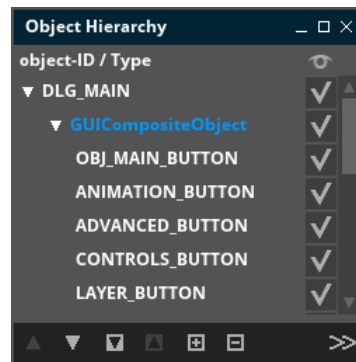 Object Hierarchy
object-ID / Type
DLG_MAIN
GUICompositeObject
OBJ_MAIN_BUTTON
ANIMATION_BUTTON
ADVANCED_BUTTON
CONTROLS_BUTTON
LAYER_BUTTON